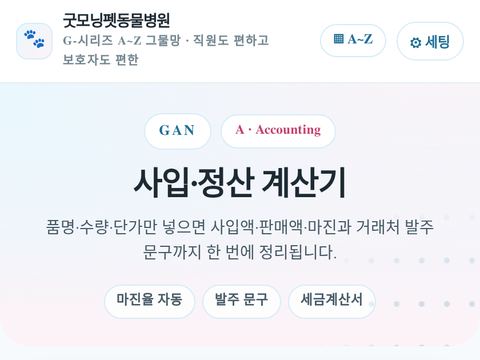 굿모닝펫동물병원
G-시리즈 A~Z 그물망 · 직원도 편하고
보호자도 편한
A~Z
세팅
GAN
A · Accounting
사입·정산 계산기
품명·수량·단가만 넣으면 사입액·판매액·마진과 거래처 발주
문구까지 한 번에 정리됩니다.
마진율 자동
발주 문구
세금계산서